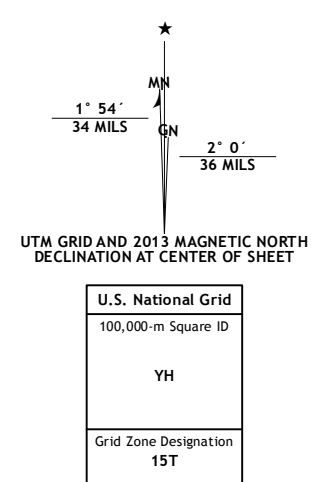 MN
1° 54´
34 MILS
GN
2° 0´
36 MILS
UTM GRID AND 2013 MAGNETIC NORTH
DECLINATION AT CENTER OF SHEET
U.S. National Grid
100,000-m Square ID
YH
Grid Zone Designation
15T